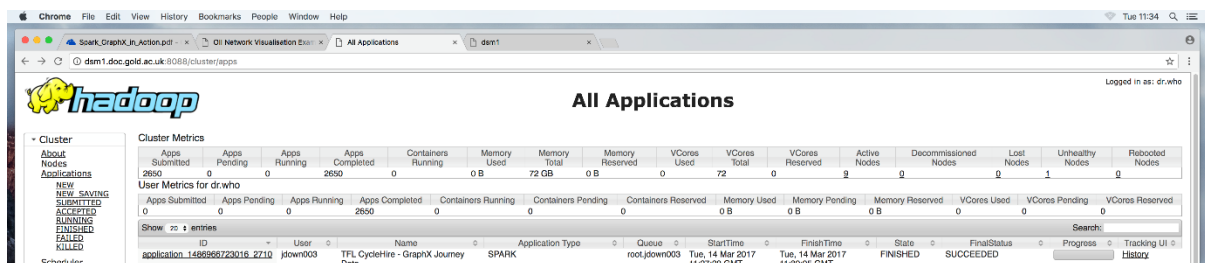 Chrome File Edit View History Bookmarks People Window Help Tue 11:34
Spark_GraphX_in_Action.pdf - OII Network Visualisation Exam All Applications dsm1
dsm1.doc.gold.ac.uk:8088/cluster/apps
Logged in as: dr.who
hadoop
All Applications
Cluster
About
Nodes
Applications
NEW
NEW_SAVING
SUBMITTED
ACCEPTED
RUNNING
FINISHED
FAILED
KILLED
Scheduler
Cluster Metrics
Apps Submitted Apps Pending Apps Running Apps Completed Containers Running Memory Used Memory Total Memory Reserved VCores Used VCores Total VCores Reserved Active Nodes Decommissioned Nodes Lost Nodes Unhealthy Nodes Rebooted Nodes
2650 0 0 2650 0 0 B 72 GB 0 B 0 72 0 9 0 0 1 0
User Metrics for dr.who
Apps Submitted Apps Pending Apps Running Apps Completed Containers Running Containers Pending Containers Reserved Memory Used Memory Pending Memory Reserved VCores Used VCores Pending VCores Reserved
0 0 0 2650 0 0 0 0 B 0 B 0 B 0 0 0
Show 20 entries Search:
ID User Name Application Type Queue StartTime FinishTime State FinalStatus Progress Tracking UI
application_1486966723016_2710 jdown003 TFL CycleHire - GraphX Journey SPARK root.jdown003 Tue, 14 Mar 2017 Tue, 14 Mar 2017 FINISHED SUCCEEDED History